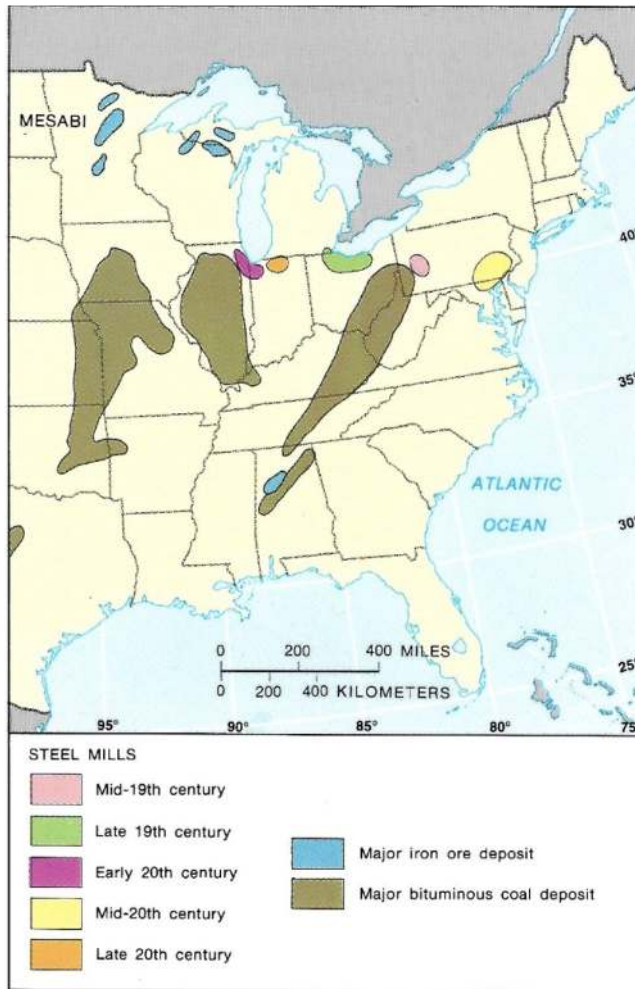 MESABI
40°
35°
ATLANTIC
OCEAN
30°
25°
0 200 400 MILES
0 200 400 KILOMETERS
95° 90° 85° 80° 75°
STEEL MILLS
Mid-19th century
Late 19th century
Early 20th century
Mid-20th century
Late 20th century
Major iron ore deposit
Major bituminous coal deposit